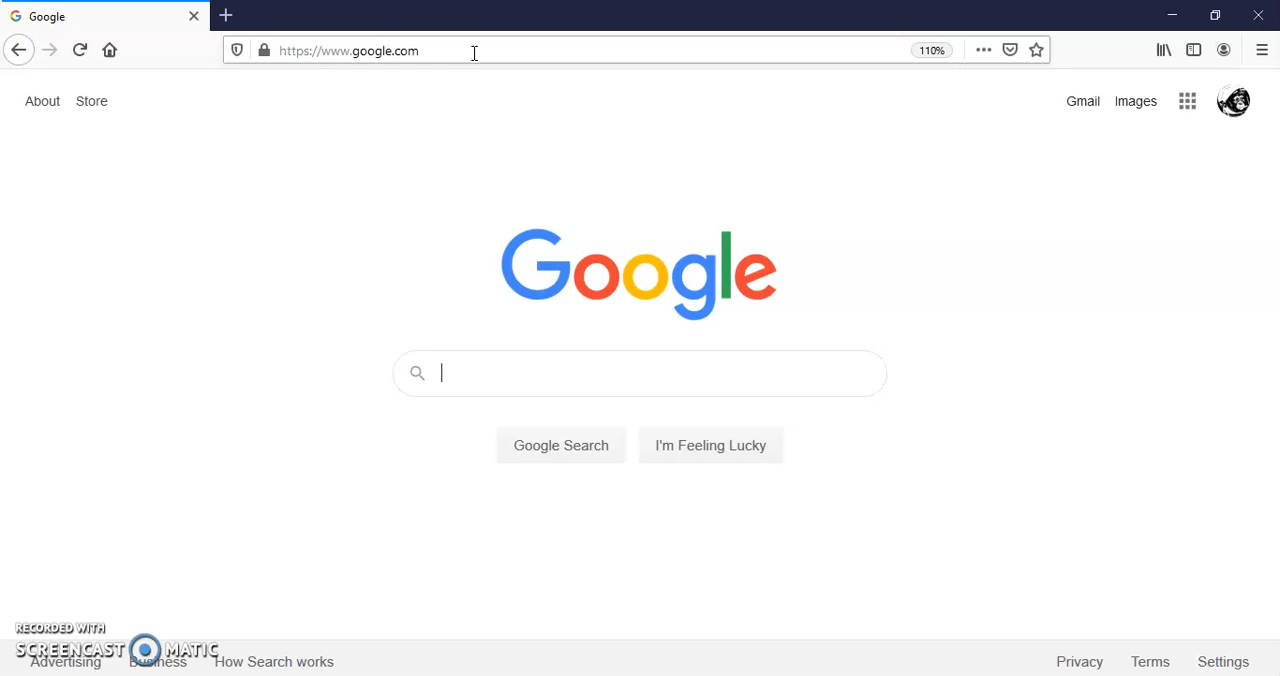 Google
https://www.google.com
110%
About Store
Gmail Images
Google
Google Search
I'm Feeling Lucky
RECORDED WITH
SCREENCAST MATIC
Advertising Business How Search works
Privacy Terms Settings